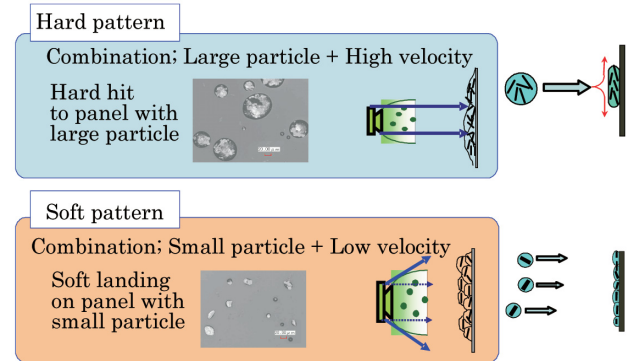 Hard pattern
Combination; Large particle + High velocity
Hard hit
to panel with
large particle
Soft pattern
Combination; Small particle + Low velocity
Soft landing
on panel with
small particle